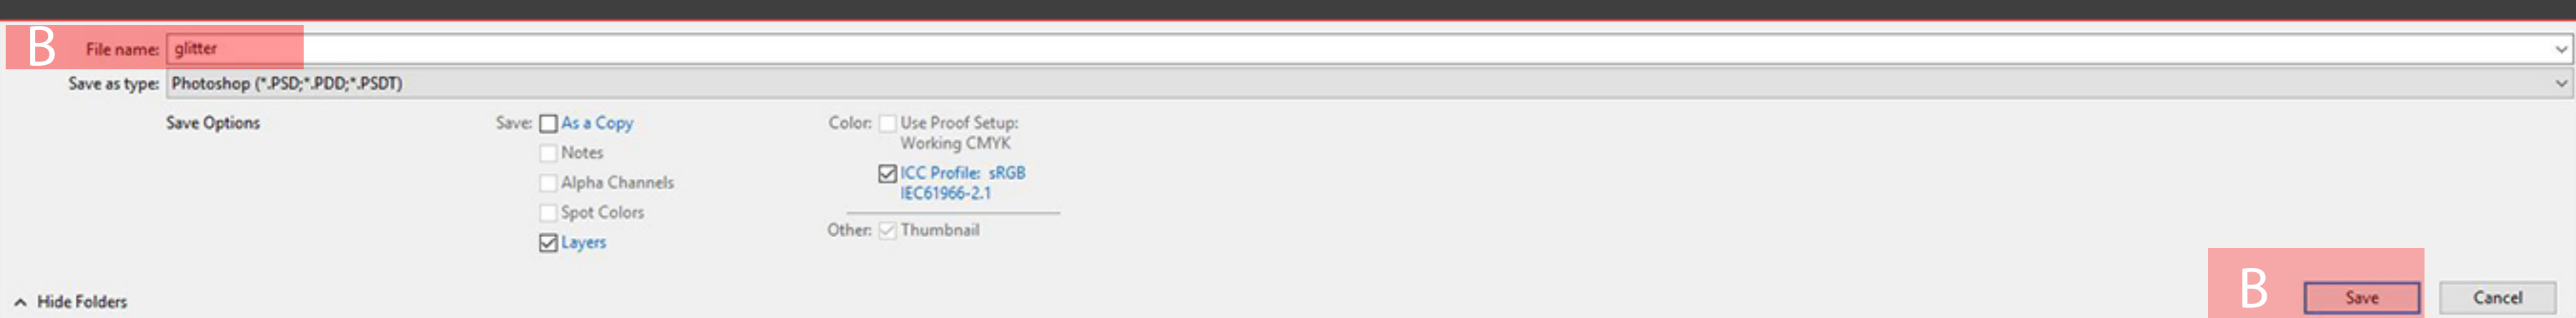 B File name: glitter
Save as type: Photoshop (*.PSD;*.PDD;*.PSDT)
Save Options
Save: As a Copy
Notes
Alpha Channels
Spot Colors
Layers
Color: Use Proof Setup:
Working CMYK
ICC Profile: sRGB
IEC61966-2.1
Other: Thumbnail
Hide Folders
B Save Cancel